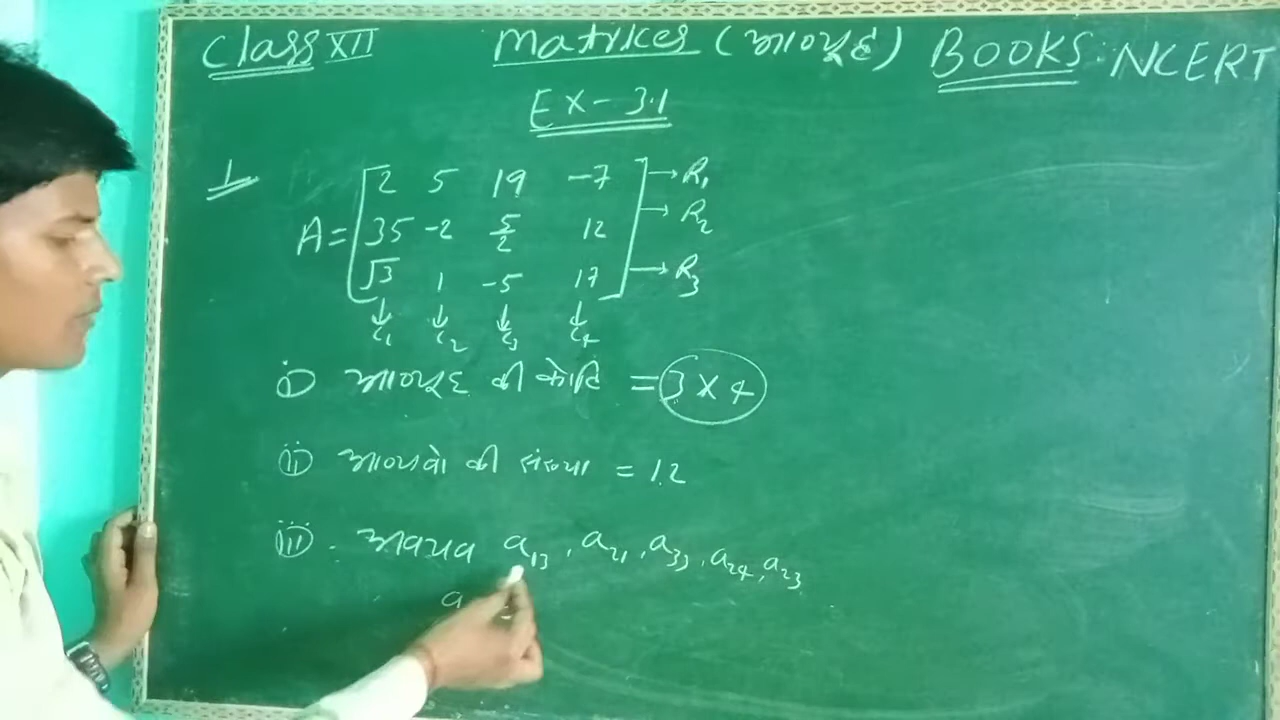 Class XII Matrices (आव्यूह) BOOKS: NCERT
EX-3.1
1
A= [ 2 5 19 -7 ] → R₁
35 -2 5/2 12 → R₂
√3 1 -5 17 → R₃
↓ ↓ ↓ ↓
C₁ C₂ C₃ C₄
(i) आव्यूह की कोटि = 3 X 4
(ii) अवयवों की संख्या = 12
(iii) . अवयव a₁₃, a₂₁, a₃₃, a₂₄, a₂₃
a